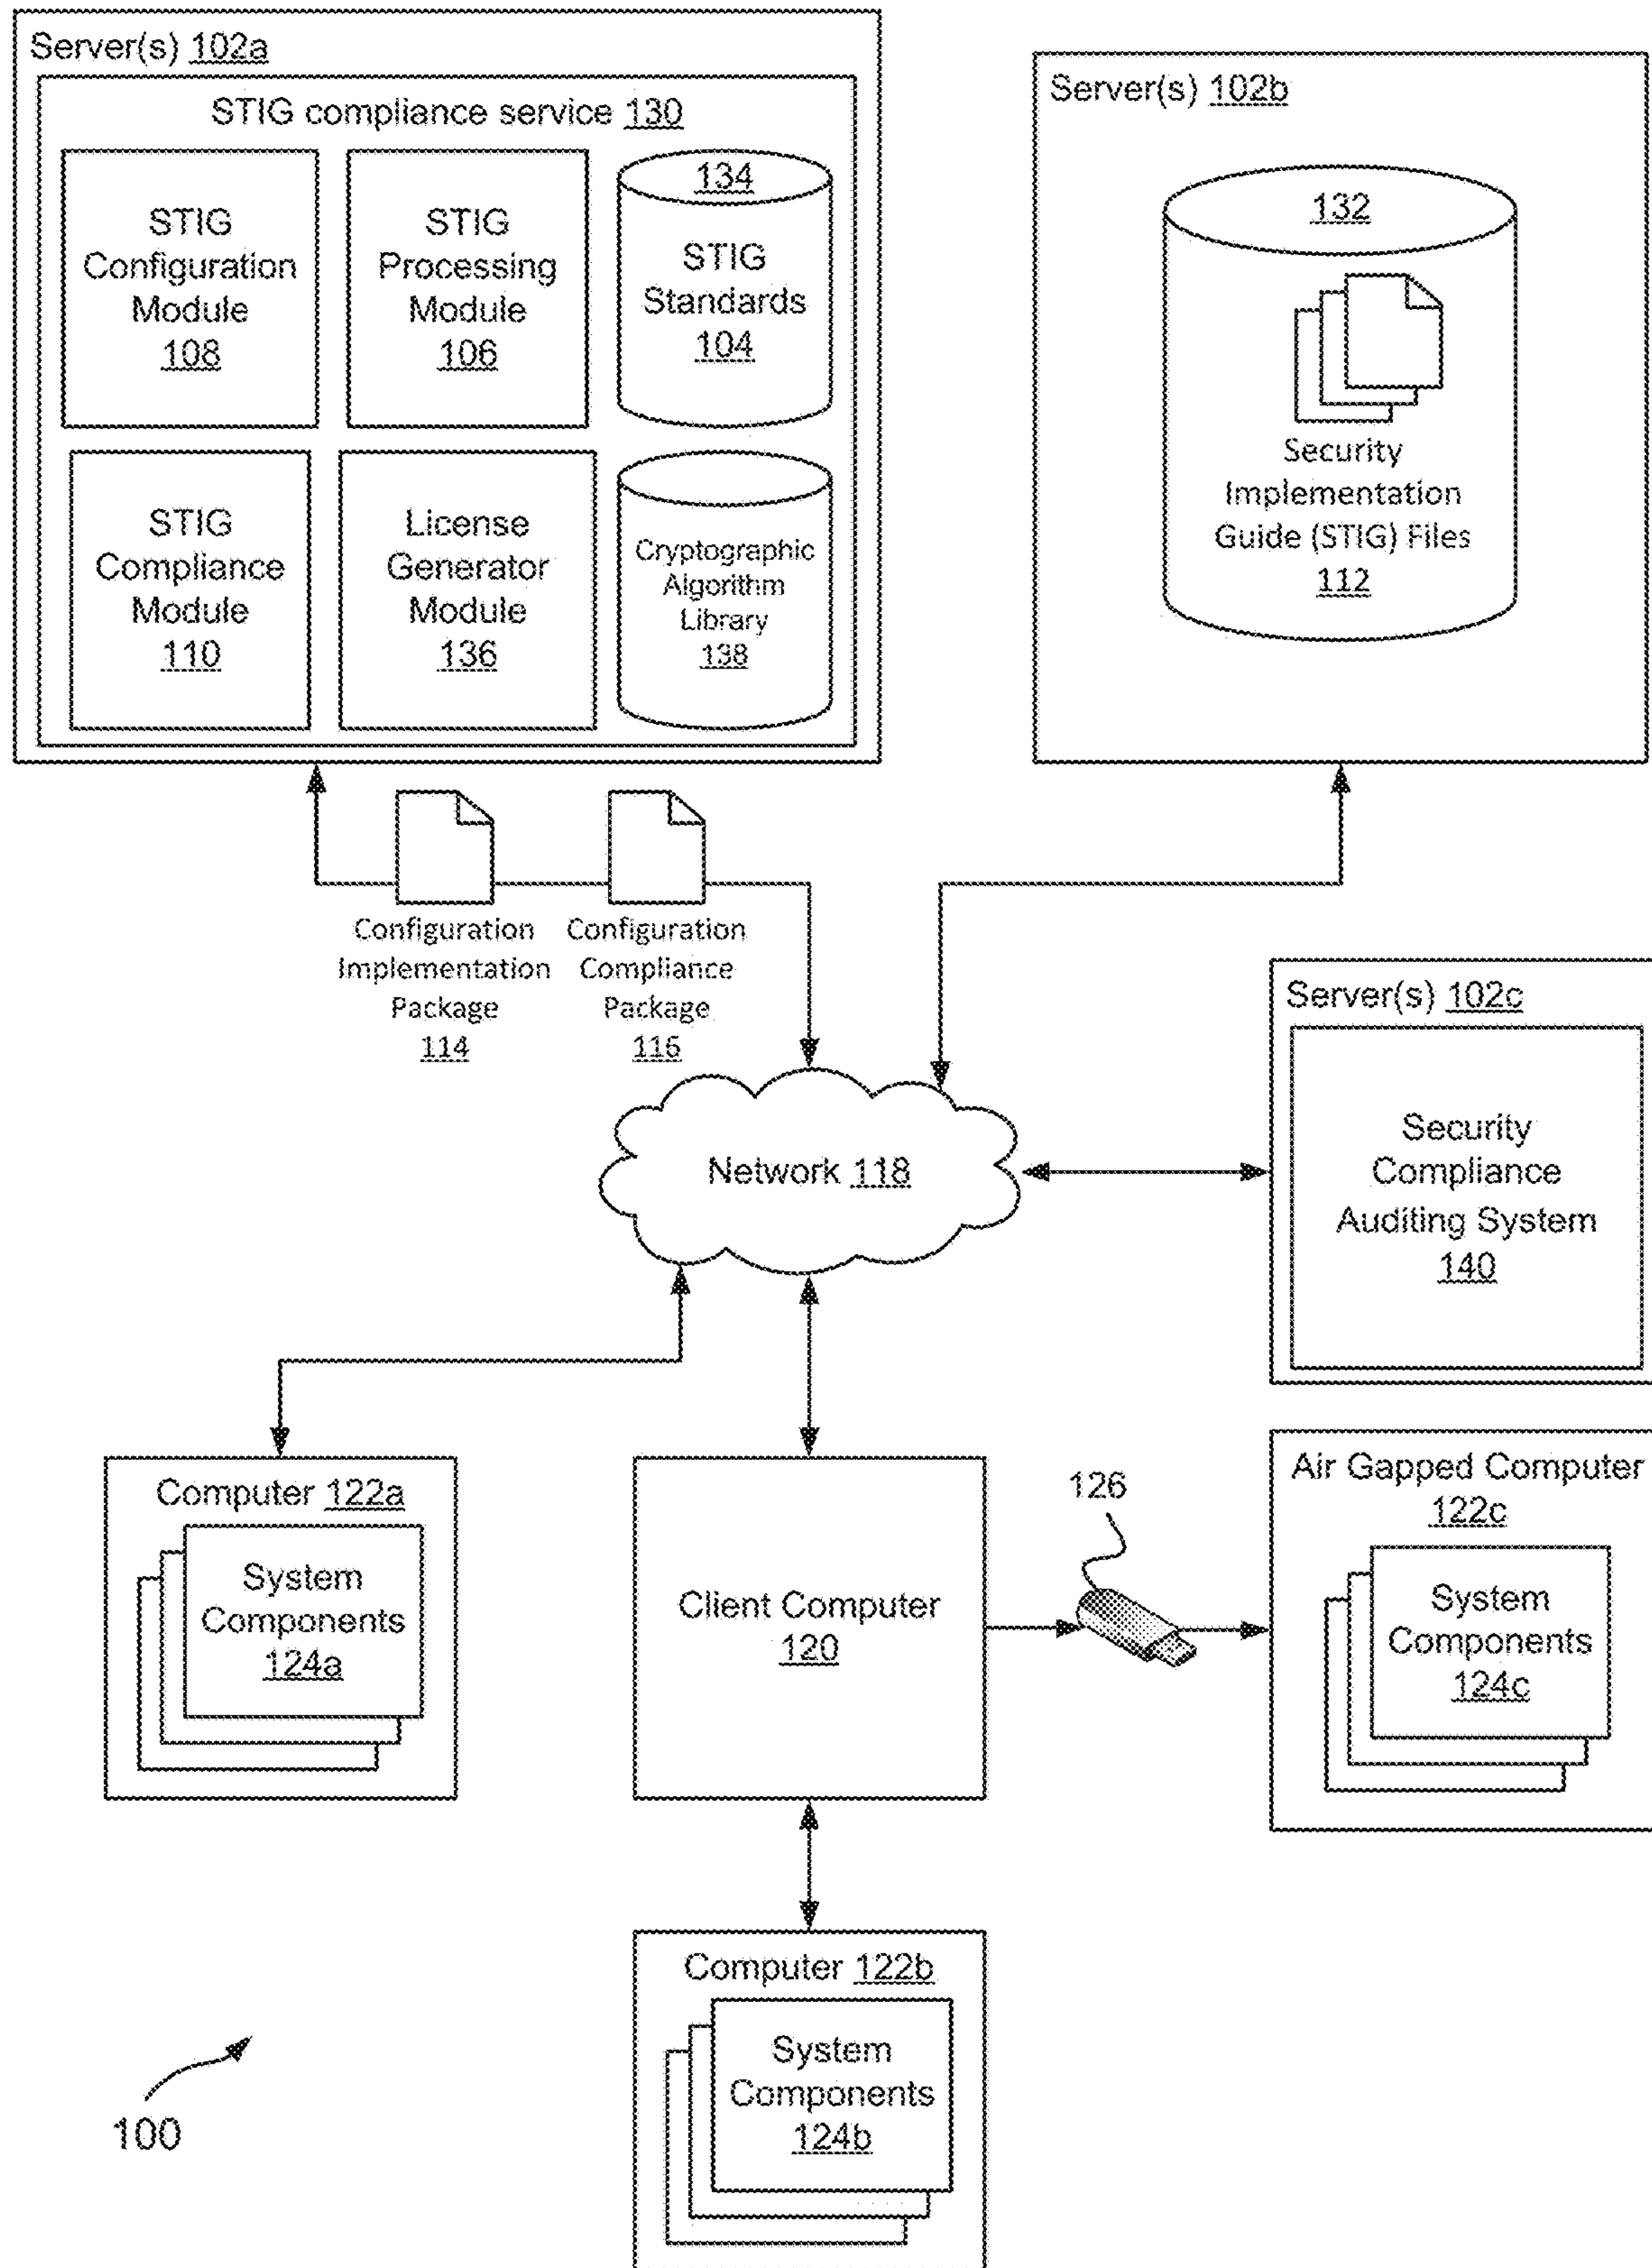 Server(s) 102a
STIG compliance service 130
STIG
Configuration
Module
108
STIG
Processing
Module
106
134
STIG
Standards
104
STIG
Compliance
Module
110
License
Generator
Module
136
Cryptographic
Algorithm
Library
138
Server(s) 102b
132
Security
Implementation
Guide (STIG) Files
112
Configuration
Implementation
Package
114
Configuration
Compliance
Package
116
Network 118
Server(s) 102c
Security
Compliance
Auditing System
140
Computer 122a
System
Components
124a
Client Computer
120
126
Air Gapped Computer
122c
System
Components
124c
Computer 122b
System
Components
124b
100